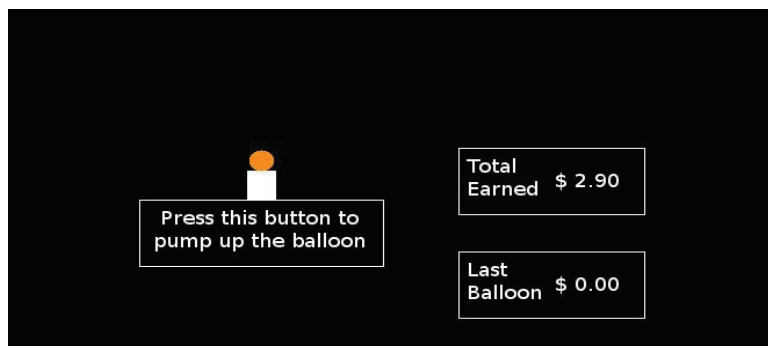 Press this button to
pump up the balloon
Total
Earned
$ 2.90
Last
Balloon
$ 0.00